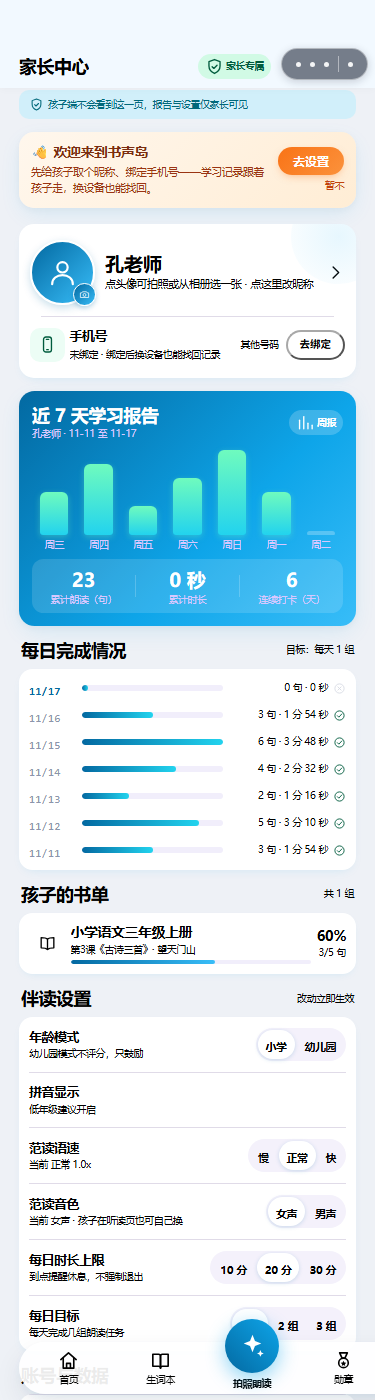 家长中心
家长专属
孩子端不会看到这一页，报告与设置仅家长可见
👋 欢迎来到书声岛
先给孩子取个昵称、绑定手机号——学习记录跟着
孩子走，换设备也能找回。
去设置
暂不
孔老师
点头像可拍照或从相册选一张 · 点这里改昵称
手机号
未绑定 · 绑定后换设备也能找回记录
其他号码
去绑定
近 7 天学习报告
孔老师 · 11-11 至 11-17
周报
周三 周四 周五 周六 周日 周一 周二
23 0 秒 6
累计朗读（句） 累计时长 连续打卡（天）
每日完成情况
目标：每天 1 组
11/17 0 句 · 0 秒
11/16 3 句 · 1 分 54 秒
11/15 6 句 · 3 分 48 秒
11/14 4 句 · 2 分 32 秒
11/13 2 句 · 1 分 16 秒
11/12 5 句 · 3 分 10 秒
11/11 3 句 · 1 分 54 秒
孩子的书单
共 1 组
小学语文三年级上册
第3课《古诗三首》· 望天门山
60%
3/5 句
伴读设置
改动立即生效
年龄模式
幼儿园模式不评分，只鼓励
小学 幼儿园
拼音显示
低年级建议开启
范读语速
当前 正常 1.0x
慢 正常 快
范读音色
当前 女声 · 孩子在听读页也可自己换
女声 男声
每日时长上限
到点提醒休息，不强制退出
10 分 20 分 30 分
每日目标
每天完成几组朗读任务
2 组 3 组
首页 生词本 拍照朗读 勋章